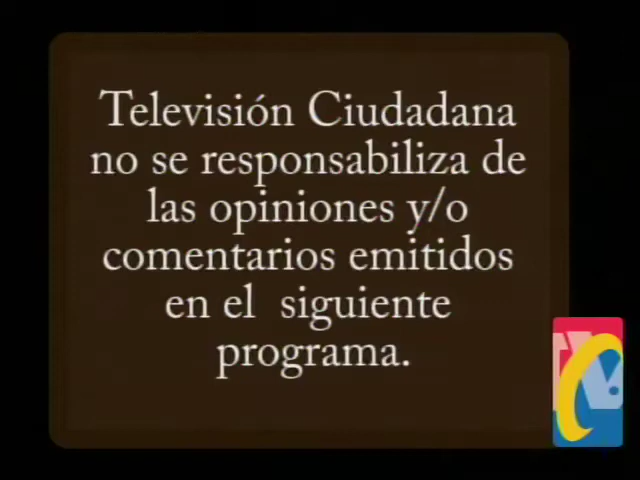 Televisión Ciudadana
no se responsabiliza de
las opiniones y/o
comentarios emitidos
en el siguiente
programa.